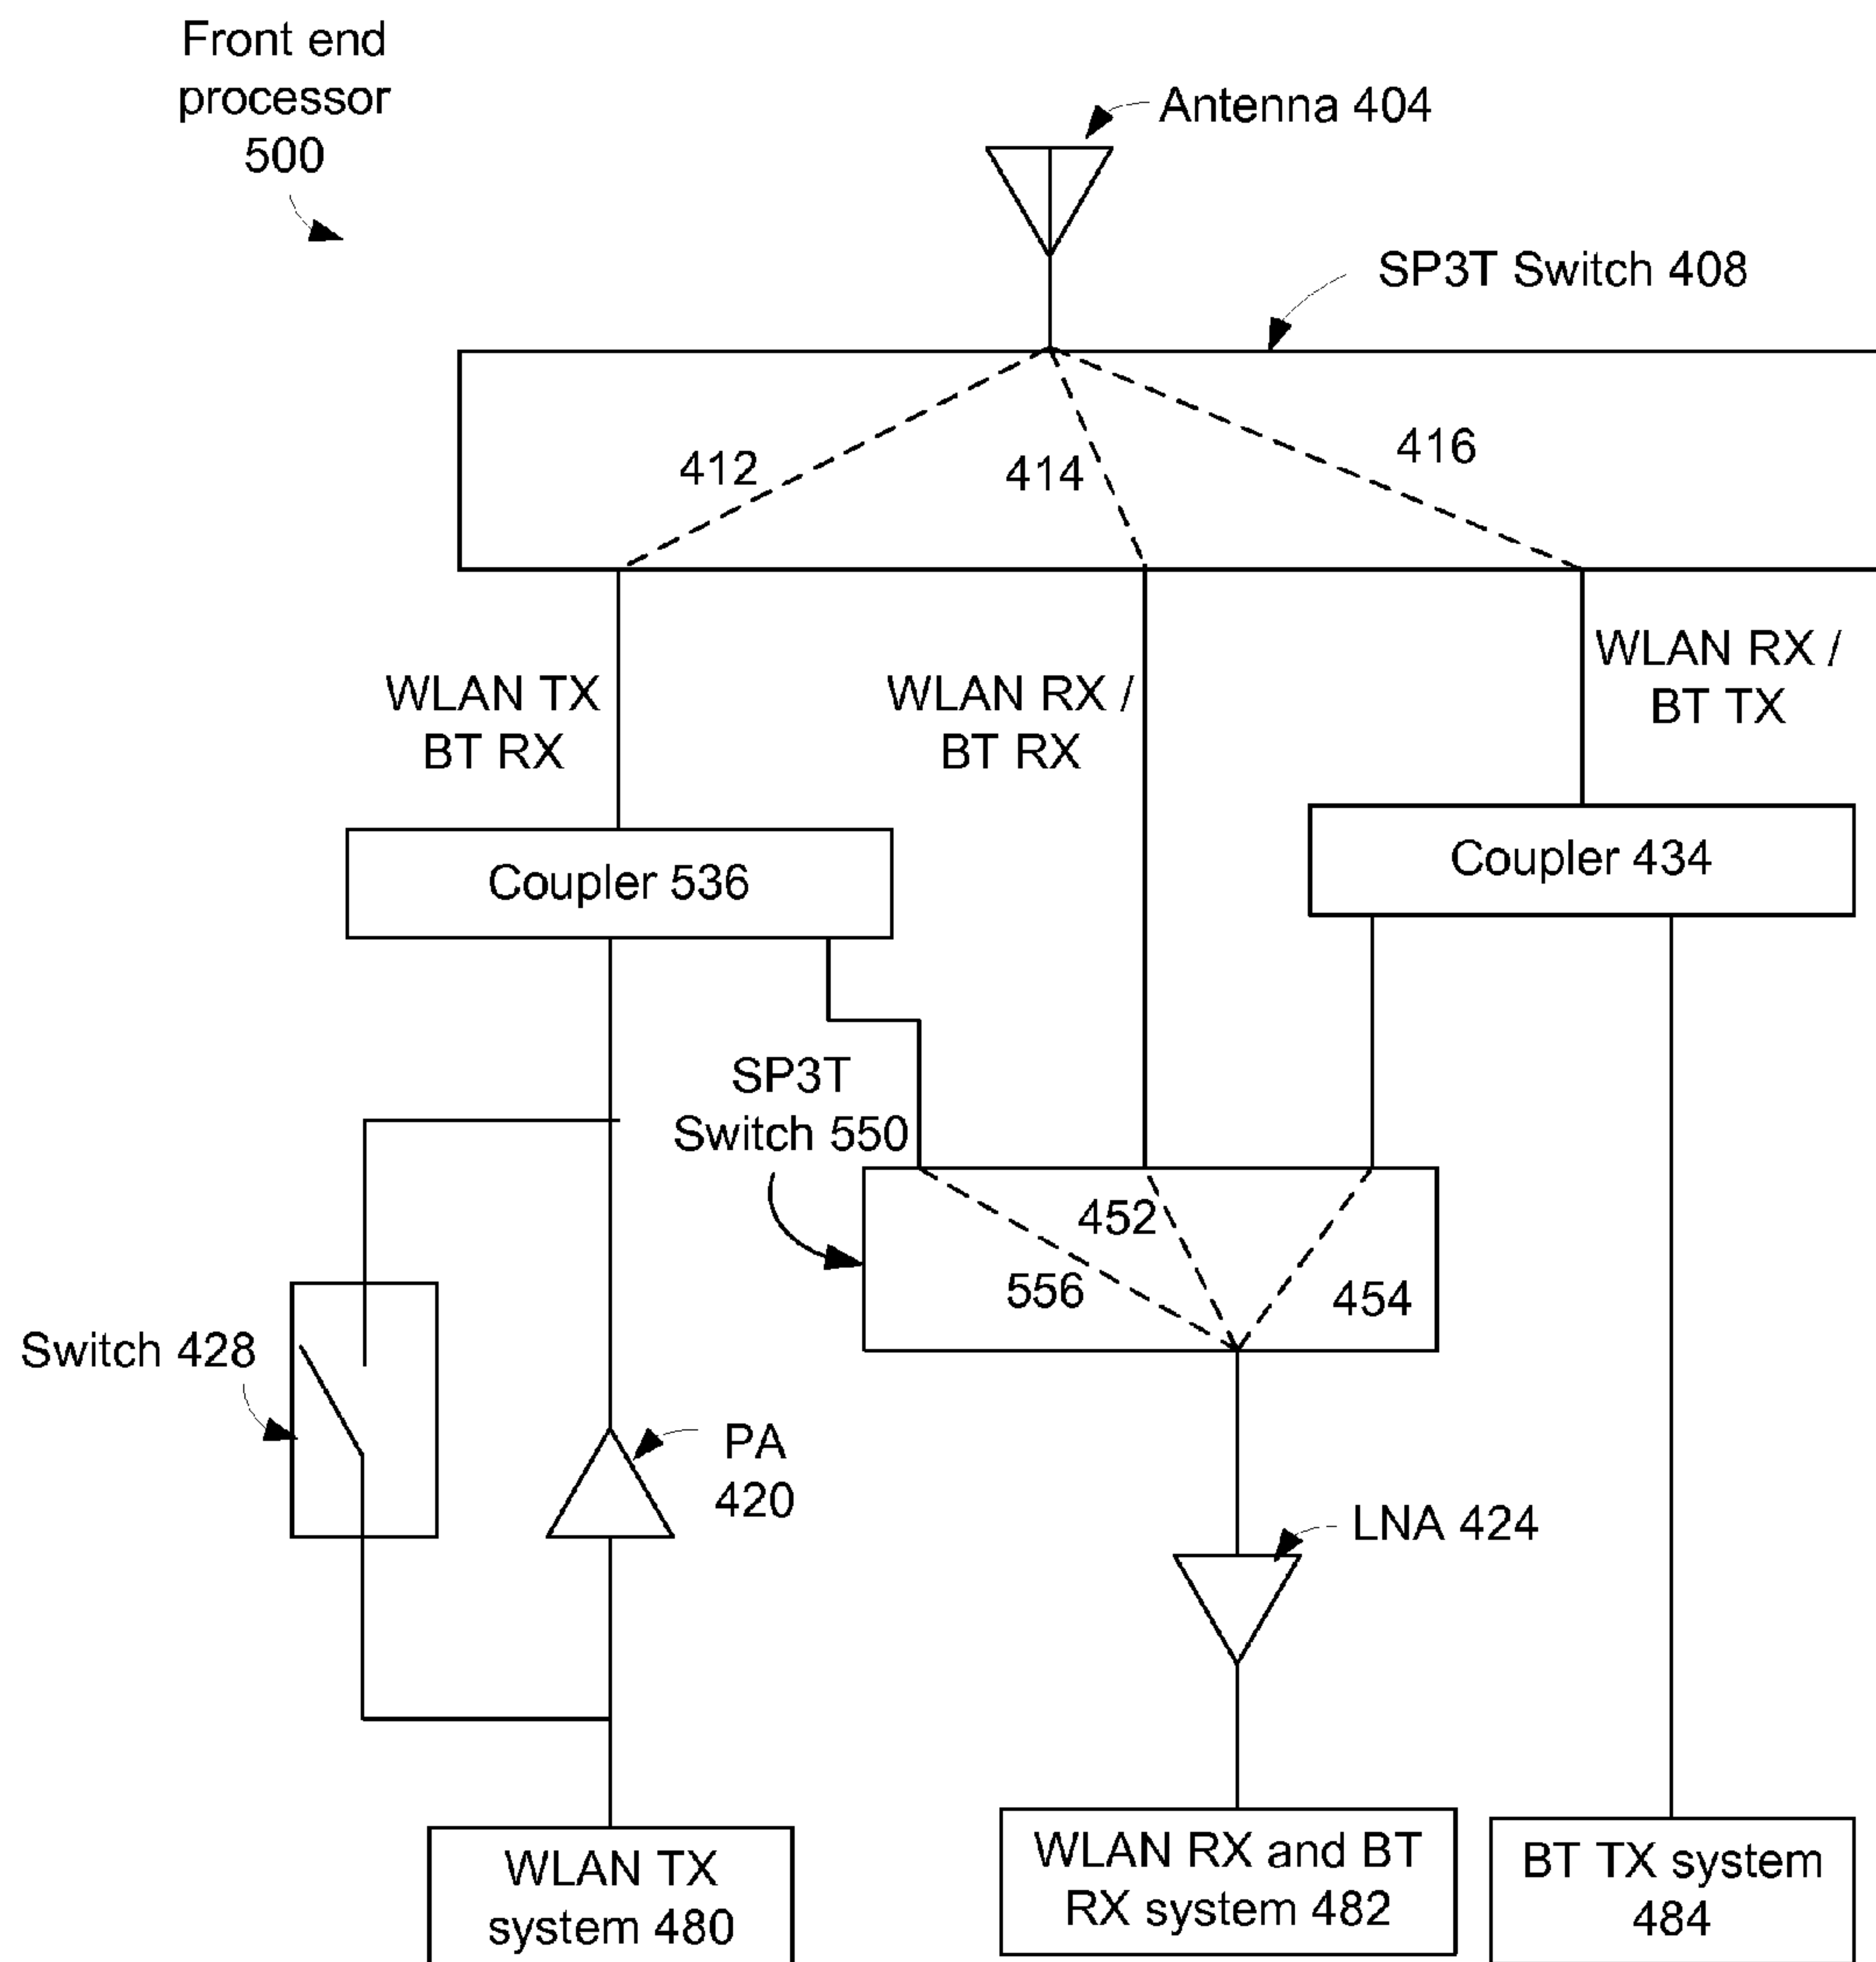 Front end
processor
500
Antenna 404
SP3T Switch 408
412
414
416
WLAN TX
BT RX
WLAN RX /
BT RX
WLAN RX /
BT TX
Coupler 536
Coupler 434
SP3T
Switch 550
452
556
454
Switch 428
PA
420
LNA 424
WLAN TX
system 480
WLAN RX and BT
RX system 482
BT TX system
484